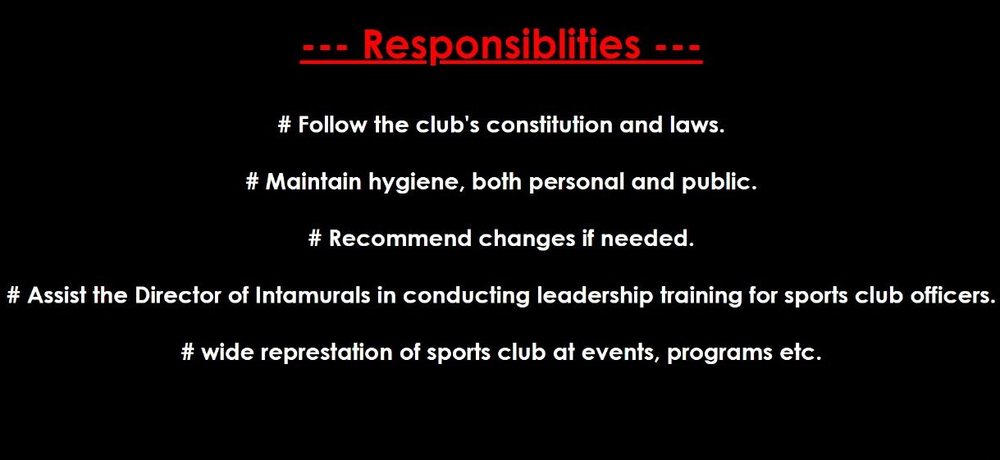 --- Responsiblities ---
# Follow the club's constitution and laws.
# Maintain hygiene, both personal and public.
# Recommend changes if needed.
# Assist the Director of Intamurals in conducting leadership training for sports club officers.
# wide represtation of sports club at events, programs etc.